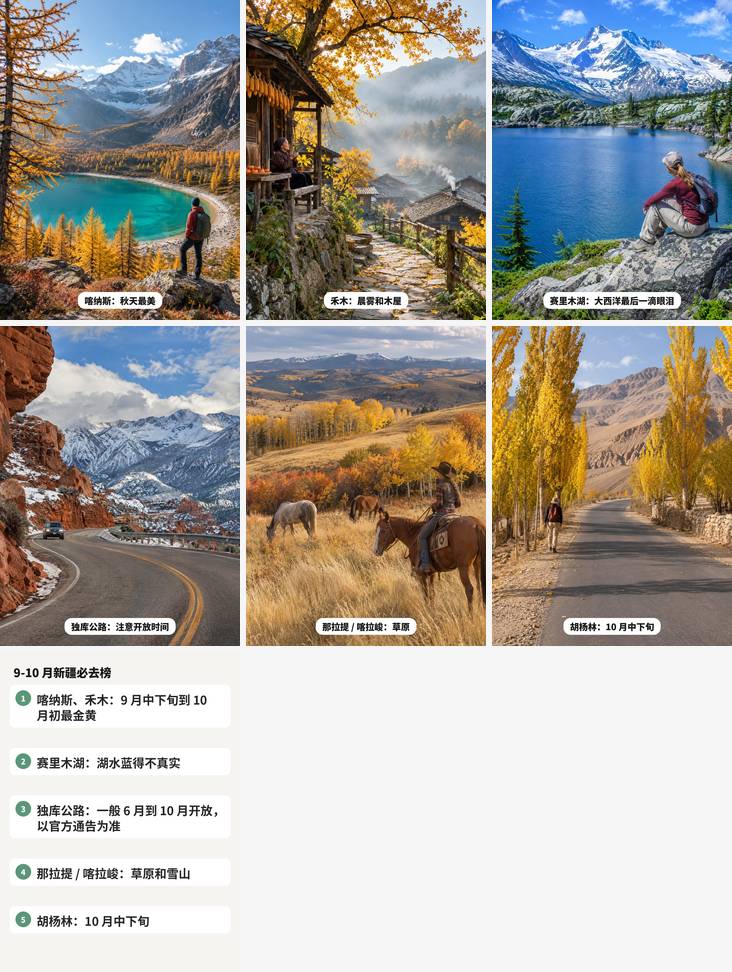 喀纳斯：秋天最美
禾木：晨雾和木屋
赛里木湖：大西洋最后一滴眼泪
独库公路：注意开放时间
那拉提 / 喀拉峻：草原
胡杨林：10 月中下旬
9-10 月新疆必去榜
1 喀纳斯、禾木：9 月中下旬到 10
月初最金黄
2 赛里木湖：湖水蓝得不真实
3 独库公路：一般 6 月到 10 月开放，
以官方通告为准
4 那拉提 / 喀拉峻：草原和雪山
5 胡杨林：10 月中下旬